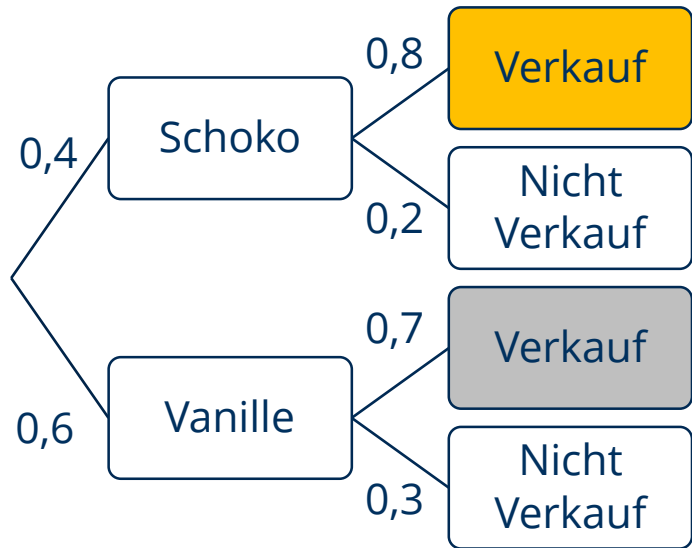 0,8
Verkauf
Schoko
0,4
Nicht
Verkauf
0,2
0,7
Verkauf
Vanille
0,6
Nicht
Verkauf
0,3